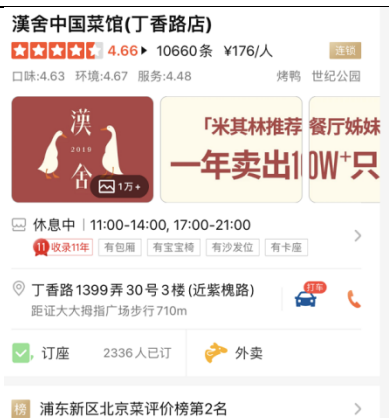 漢舍中国菜馆(丁香路店)
4.66 10660条 ¥176/人 连锁
口味:4.63 环境:4.67 服务:4.48 烤鸭 世纪公园
漢
2010
舍
1万+
「米其林推荐
一年卖出1
餐厅姊妹
0W⁺只
休息中 | 11:00-14:00, 17:00-21:00
11 收录11年 有包厢 有宝宝椅 有沙发位 有卡座
丁香路1399弄30号3楼(近紫槐路)
打车
距证大大拇指广场步行710m
订座 2336人已订 外卖
榜 浦东新区北京菜评价榜第2名